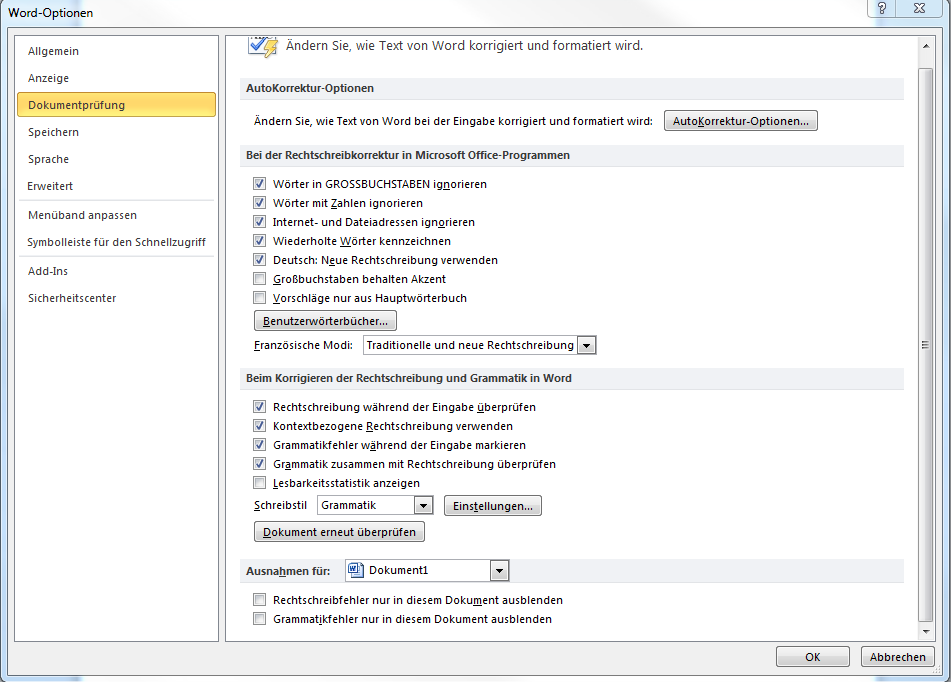 Word-Optionen
Allgemein
Anzeige
Dokumentprüfung
Speichern
Sprache
Erweitert
Menüband anpassen
Symbolleiste für den Schnellzugriff
Add-Ins
Sicherheitscenter
Ändern Sie, wie Text von Word korrigiert und formatiert wird.
AutoKorrektur-Optionen
Ändern Sie, wie Text von Word bei der Eingabe korrigiert und formatiert wird: AutoKorrektur-Optionen...
Bei der Rechtschreibkorrektur in Microsoft Office-Programmen
Wörter in GROSSBUCHSTABEN ignorieren
Wörter mit Zahlen ignorieren
Internet- und Dateiadressen ignorieren
Wiederholte Wörter kennzeichnen
Deutsch: Neue Rechtschreibung verwenden
Großbuchstaben behalten Akzent
Vorschläge nur aus Hauptwörterbuch
Benutzerwörterbücher...
Französische Modi: Traditionelle und neue Rechtschreibung
Beim Korrigieren der Rechtschreibung und Grammatik in Word
Rechtschreibung während der Eingabe überprüfen
Kontextbezogene Rechtschreibung verwenden
Grammatikfehler während der Eingabe markieren
Grammatik zusammen mit Rechtschreibung überprüfen
Lesbarkeitsstatistik anzeigen
Schreibstil Grammatik Einstellungen...
Dokument erneut überprüfen
Ausnahmen für: Dokument1
Rechtschreibfehler nur in diesem Dokument ausblenden
Grammatikfehler nur in diesem Dokument ausblenden
OK Abbrechen